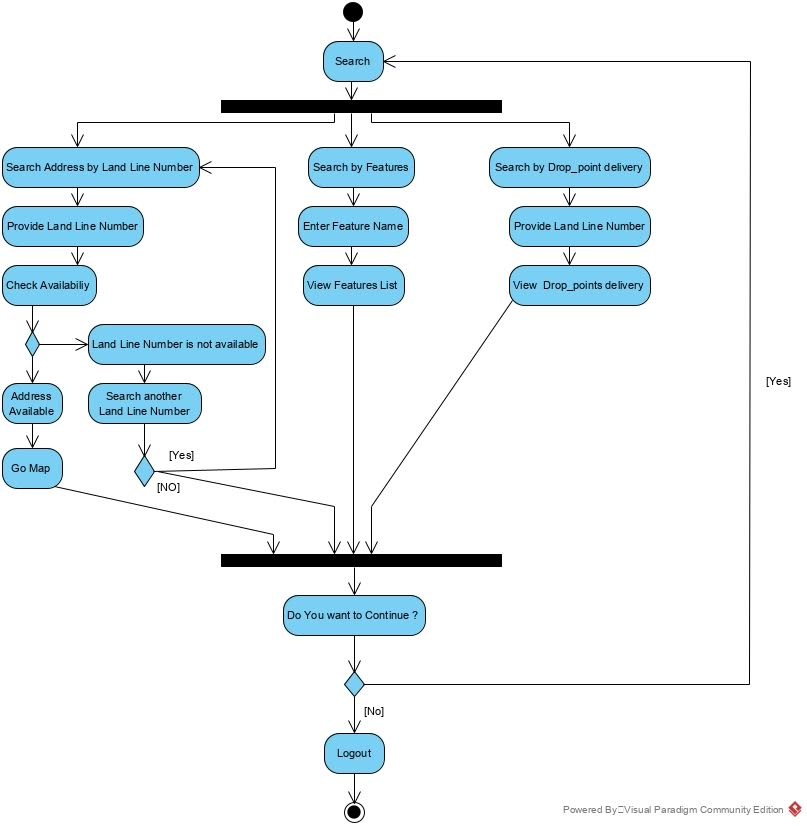 Search
Search Address by Land Line Number
Search by Features
Search by Drop_point delivery
Provide Land Line Number
Enter Feature Name
Provide Land Line Number
Check Availabiliy
View Features List
View Drop_points delivery
Land Line Number is not available
Address
Available
Search another
Land Line Number
[Yes]
[Yes]
Go Map
[NO]
Do You want to Continue ?
[No]
Logout
Powered By Visual Paradigm Community Edition